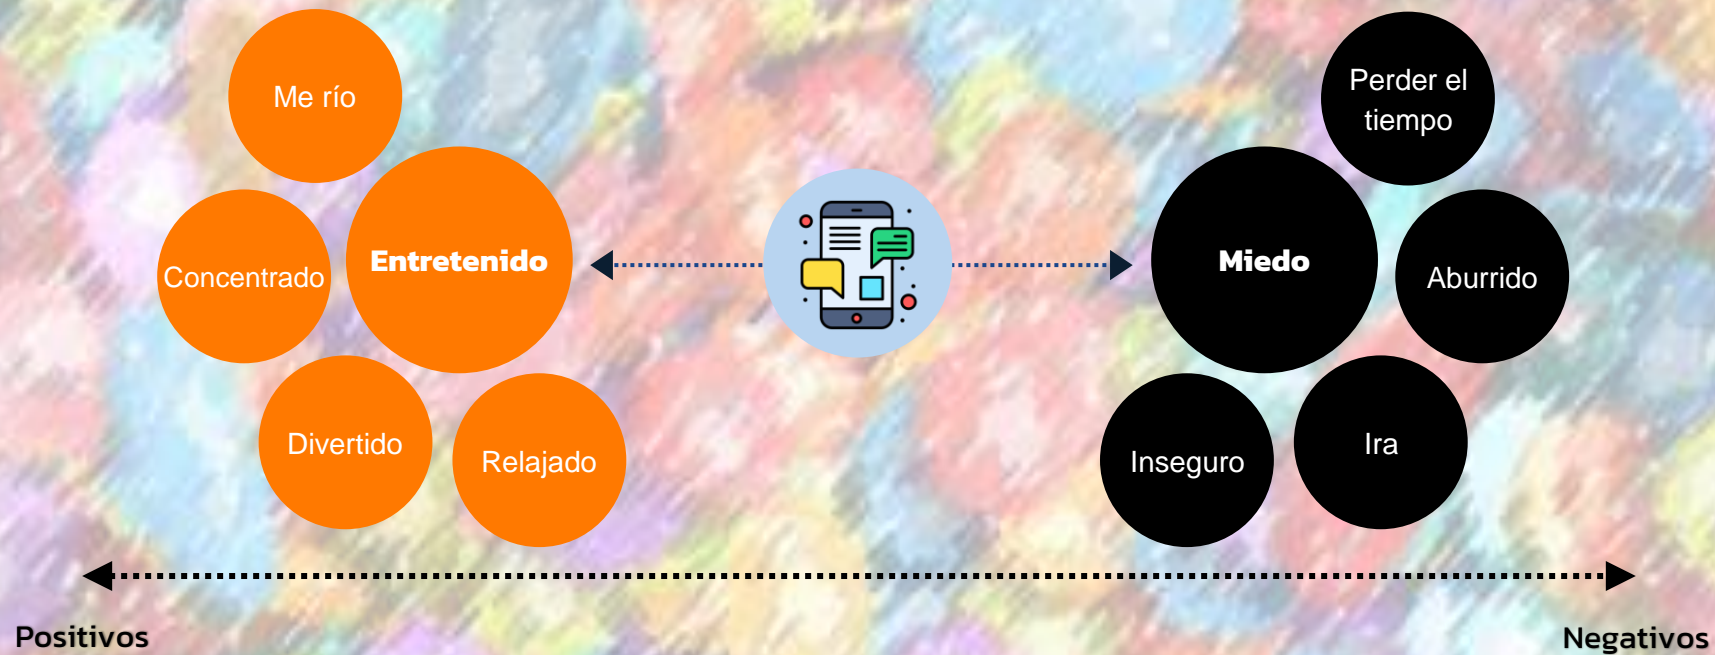 Me río
Concentrado
Entretenido
Divertido
Relajado
Perder el
tiempo
Miedo
Aburrido
Inseguro
Ira
Positivos
Negativos